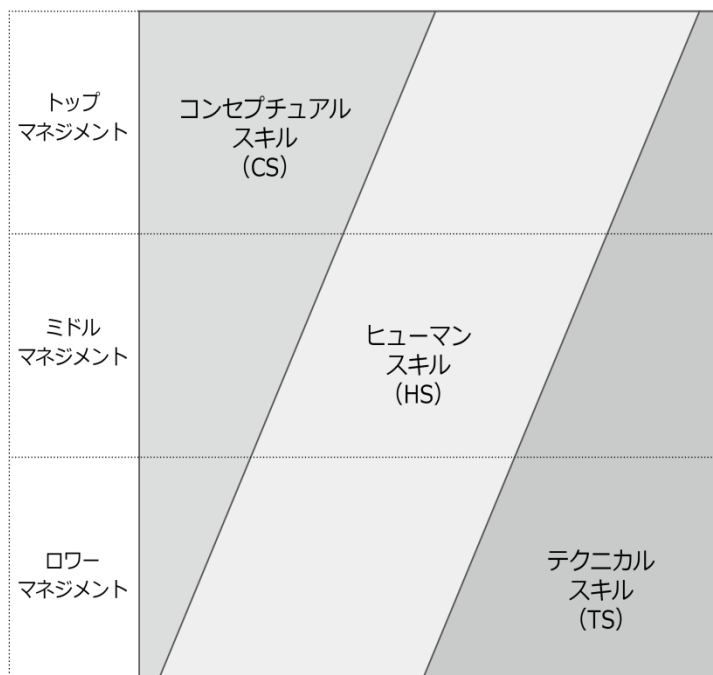 トップ
マネジメント
コンセプチュアル
スキル
(CS)
ミドル
マネジメント
ヒューマン
スキル
(HS)
ロワー
マネジメント
テクニカル
スキル
(TS)